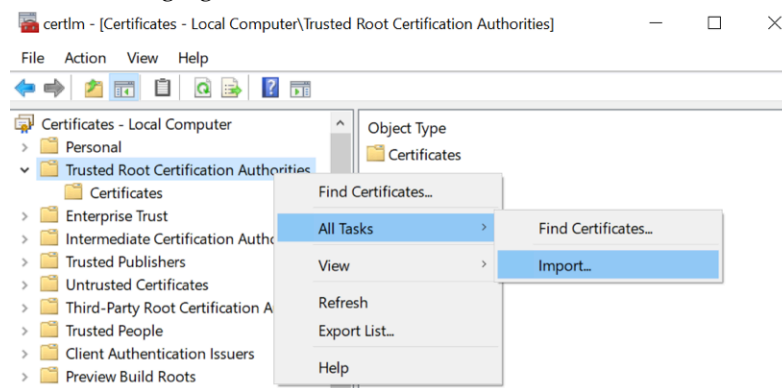 certlm - [Certificates - Local Computer\Trusted Root Certification Authorities]
File Action View Help
Certificates - Local Computer
Personal
Trusted Root Certification Authorities
Certificates
Enterprise Trust
Intermediate Certification Autho
Trusted Publishers
Untrusted Certificates
Third-Party Root Certification A
Trusted People
Client Authentication Issuers
Preview Build Roots
Object Type
Certificates
Find Certificates...
All Tasks
View
Refresh
Export List...
Help
Find Certificates...
Import...